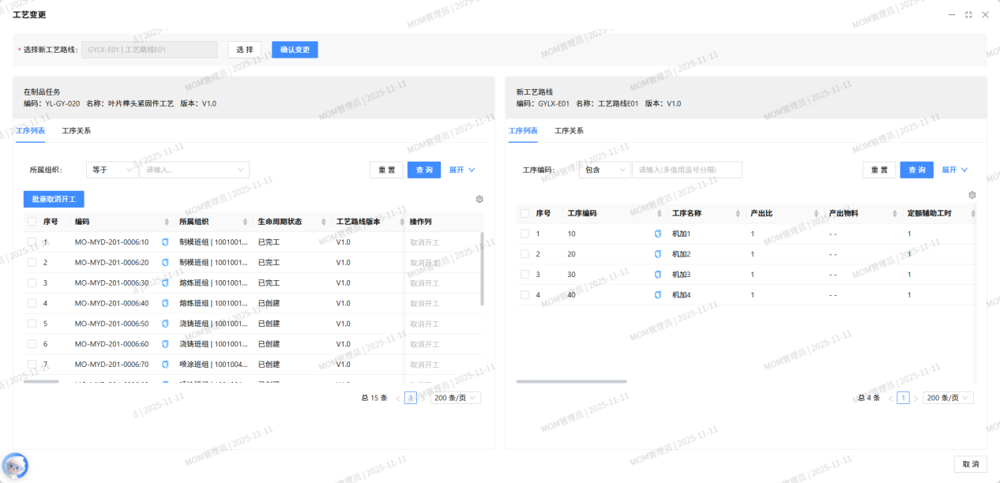 工艺变更
* 选择新工艺路线: GYLX-E01 | 工艺路线E01 选 择 确认变更
在制品任务
编码: YL-GY-020 名称: 叶片榫头紧固件工艺 版本: V1.0
工序列表 工序关系
所属组织: 等于 请输入... 重 置 查 询 展开
批量取消开工
序号 编码 所属组织 生命周期状态 工艺路线版本 操作列
1 MO-MYD-201-0006:10 制模班组 | 1001001... 已完工 V1.0 取消开工
2 MO-MYD-201-0006:20 制模班组 | 1001001... 已完工 V1.0 取消开工
3 MO-MYD-201-0006:30 熔炼班组 | 1001001... 已完工 V1.0 取消开工
4 MO-MYD-201-0006:40 熔炼班组 | 1001001... 已创建 V1.0 取消开工
5 MO-MYD-201-0006:50 浇铸班组 | 1001001... 已创建 V1.0 取消开工
6 MO-MYD-201-0006:60 浇铸班组 | 1001001... 已创建 V1.0 取消开工
7 MO-MYD-201-0006:70 喷涂班组 | 1001004... 已创建 V1.0 取消开工
总 15 条 < 1 > 200 条/页
新工艺路线
编码: GYLX-E01 名称: 工艺路线E01 版本: V1.0
工序列表 工序关系
工序编码: 包含 请输入(多值用逗号分隔) 重 置 查 询 展开
序号 工序编码 工序名称 产出比 产出物料 定额辅助工时
1 10 机加1 1 - - 1
2 20 机加2 1 - - 1
3 30 机加3 1 - - 1
4 40 机加4 1 - - 1
总 4 条 < 1 > 200 条/页
取 消
MOM管理员 | 2025-11-11